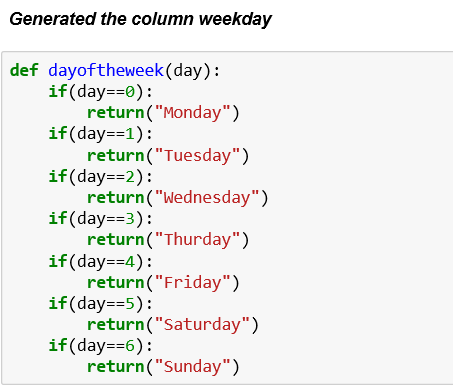 Generated the column weekday
def dayoftheweek(day):
    if(day==0):
        return("Monday")
    if(day==1):
        return("Tuesday")
    if(day==2):
        return("Wednesday")
    if(day==3):
        return("Thurday")
    if(day==4):
        return("Friday")
    if(day==5):
        return("Saturday")
    if(day==6):
        return("Sunday")